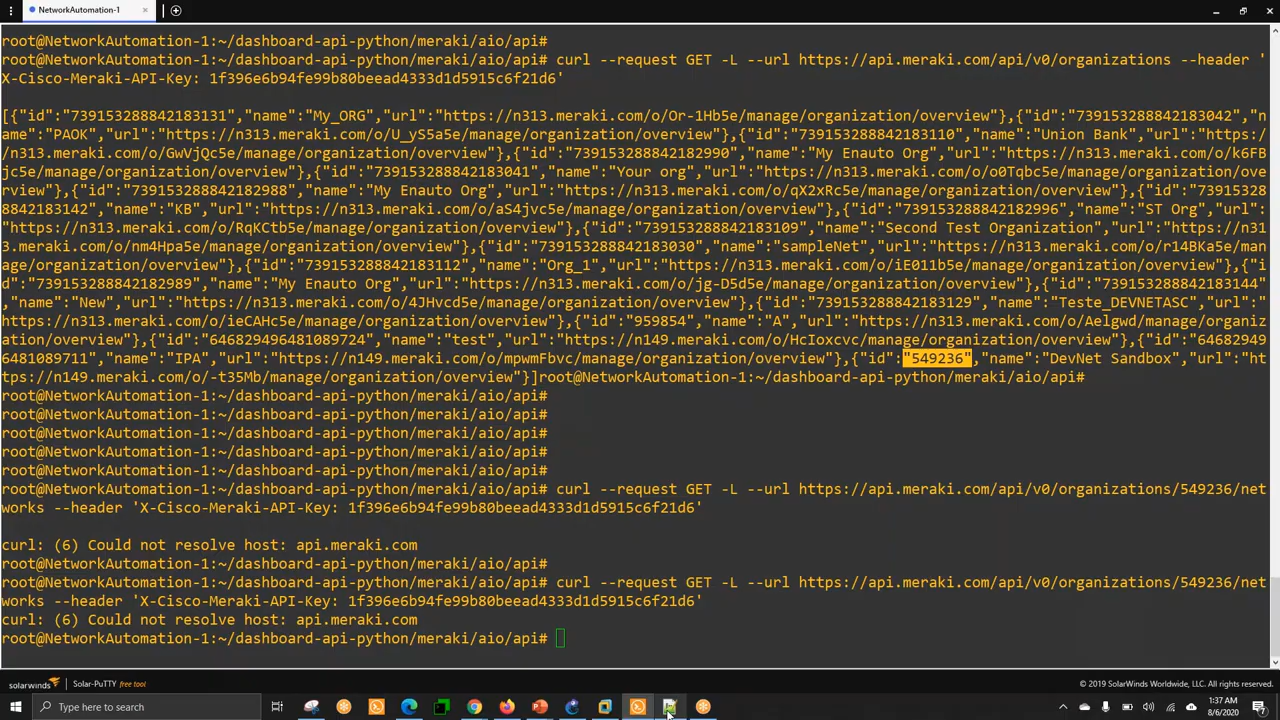 NetworkAutomation-1
root@NetworkAutomation-1:~/dashboard-api-python/meraki/aio/api#
root@NetworkAutomation-1:~/dashboard-api-python/meraki/aio/api# curl --request GET -L --url https://api.meraki.com/api/v0/organizations --header '
X-Cisco-Meraki-API-Key: 1f396e6b94fe99b80beead4333d1d5915c6f21d6'
[{"id":"739153288842183131","name":"My_ORG","url":"https://n313.meraki.com/o/Or-1Hb5e/manage/organization/overview"},{"id":"739153288842183042","n
ame":"PAOK","url":"https://n313.meraki.com/o/U_yS5a5e/manage/organization/overview"},{"id":"739153288842183110","name":"Union Bank","url":"https:/
/n313.meraki.com/o/GwVjQc5e/manage/organization/overview"},{"id":"739153288842182990","name":"My Enauto Org","url":"https://n313.meraki.com/o/k6FB
jc5e/manage/organization/overview"},{"id":"739153288842183041","name":"Your org","url":"https://n313.meraki.com/o/o0Tqbc5e/manage/organization/ove
rview"},{"id":"739153288842182988","name":"My Enauto Org","url":"https://n313.meraki.com/o/qX2xRc5e/manage/organization/overview"},{"id":"73915328
8842183142","name":"KB","url":"https://n313.meraki.com/o/aS4jvc5e/manage/organization/overview"},{"id":"739153288842182996","name":"ST Org","url":
"https://n313.meraki.com/o/RqKCtb5e/manage/organization/overview"},{"id":"739153288842183109","name":"Second Test Organization","url":"https://n31
3.meraki.com/o/nm4Hpa5e/manage/organization/overview"},{"id":"739153288842183030","name":"sampleNet","url":"https://n313.meraki.com/o/r14BKa5e/man
age/organization/overview"},{"id":"739153288842183112","name":"Org_1","url":"https://n313.meraki.com/o/iE011b5e/manage/organization/overview"},{"i
d":"739153288842182989","name":"My Enauto Org","url":"https://n313.meraki.com/o/jg-D5d5e/manage/organization/overview"},{"id":"739153288842183144"
,"name":"New","url":"https://n313.meraki.com/o/4JHvcd5e/manage/organization/overview"},{"id":"739153288842183129","name":"Teste_DEVNETASC","url":"
https://n313.meraki.com/o/ieCAHc5e/manage/organization/overview"},{"id":"959854","name":"A","url":"https://n313.meraki.com/o/Aelgwd/manage/organiz
ation/overview"},{"id":"646829496481089724","name":"test","url":"https://n149.meraki.com/o/HcIoxcvc/manage/organization/overview"},{"id":"64682949
6481089711","name":"IPA","url":"https://n149.meraki.com/o/mpwmFbvc/manage/organization/overview"},{"id":"549236","name":"DevNet Sandbox","url":"ht
tps://n149.meraki.com/o/-t35Mb/manage/organization/overview"}]root@NetworkAutomation-1:~/dashboard-api-python/meraki/aio/api#
root@NetworkAutomation-1:~/dashboard-api-python/meraki/aio/api#
root@NetworkAutomation-1:~/dashboard-api-python/meraki/aio/api#
root@NetworkAutomation-1:~/dashboard-api-python/meraki/aio/api#
root@NetworkAutomation-1:~/dashboard-api-python/meraki/aio/api#
root@NetworkAutomation-1:~/dashboard-api-python/meraki/aio/api#
root@NetworkAutomation-1:~/dashboard-api-python/meraki/aio/api# curl --request GET -L --url https://api.meraki.com/api/v0/organizations/549236/net
works --header 'X-Cisco-Meraki-API-Key: 1f396e6b94fe99b80beead4333d1d5915c6f21d6'
curl: (6) Could not resolve host: api.meraki.com
root@NetworkAutomation-1:~/dashboard-api-python/meraki/aio/api#
root@NetworkAutomation-1:~/dashboard-api-python/meraki/aio/api# curl --request GET -L --url https://api.meraki.com/api/v0/organizations/549236/net
works --header 'X-Cisco-Meraki-API-Key: 1f396e6b94fe99b80beead4333d1d5915c6f21d6'
curl: (6) Could not resolve host: api.meraki.com
root@NetworkAutomation-1:~/dashboard-api-python/meraki/aio/api#
solarwinds Solar-PuTTY free tool © 2019 SolarWinds Worldwide, LLC. All rights reserved.
Type here to search
1:37 AM
8/6/2020